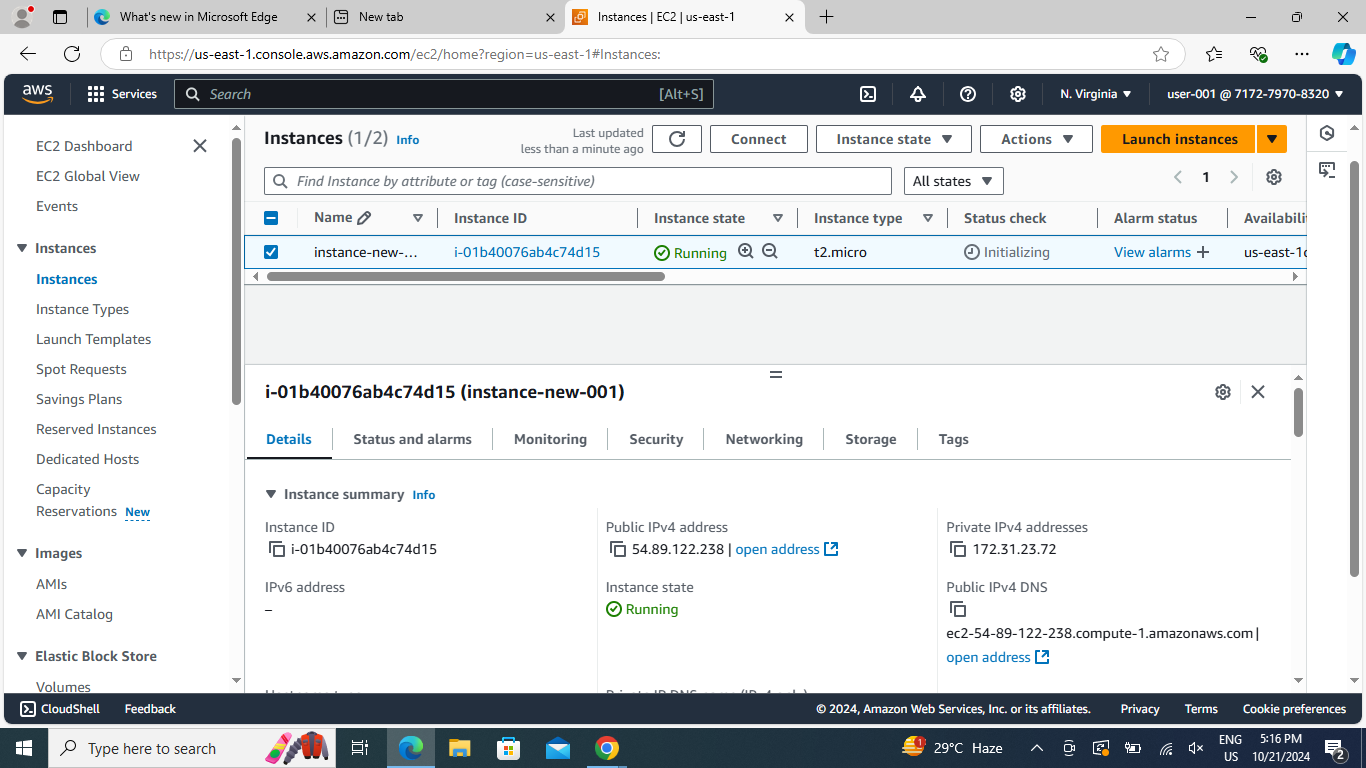 What's new in Microsoft Edge
New tab
Instances | EC2 | us-east-1
https://us-east-1.console.aws.amazon.com/ec2/home?region=us-east-1#Instances:
aws
Services
Search
[Alt+S]
N. Virginia
user-001 @ 7172-7970-8320
EC2 Dashboard
EC2 Global View
Events
Instances
Instances
Instance Types
Launch Templates
Spot Requests
Savings Plans
Reserved Instances
Dedicated Hosts
Capacity
Reservations New
Images
AMIs
AMI Catalog
Elastic Block Store
Volumes
Instances (1/2) Info
Last updated
less than a minute ago
Connect
Instance state
Actions
Launch instances
Find Instance by attribute or tag (case-sensitive)
All states
1
Name
Instance ID
Instance state
Instance type
Status check
Alarm status
Availabili
instance-new-...
i-01b40076ab4c74d15
Running
t2.micro
Initializing
View alarms +
us-east-1
i-01b40076ab4c74d15 (instance-new-001)
Details
Status and alarms
Monitoring
Security
Networking
Storage
Tags
Instance summary Info
Instance ID
i-01b40076ab4c74d15
Public IPv4 address
54.89.122.238 | open address
Private IPv4 addresses
172.31.23.72
IPv6 address
–
Instance state
Running
Public IPv4 DNS
ec2-54-89-122-238.compute-1.amazonaws.com |
open address
CloudShell
Feedback
© 2024, Amazon Web Services, Inc. or its affiliates.
Privacy
Terms
Cookie preferences
Type here to search
29°C Haze
ENG
US
5:16 PM
10/21/2024
2